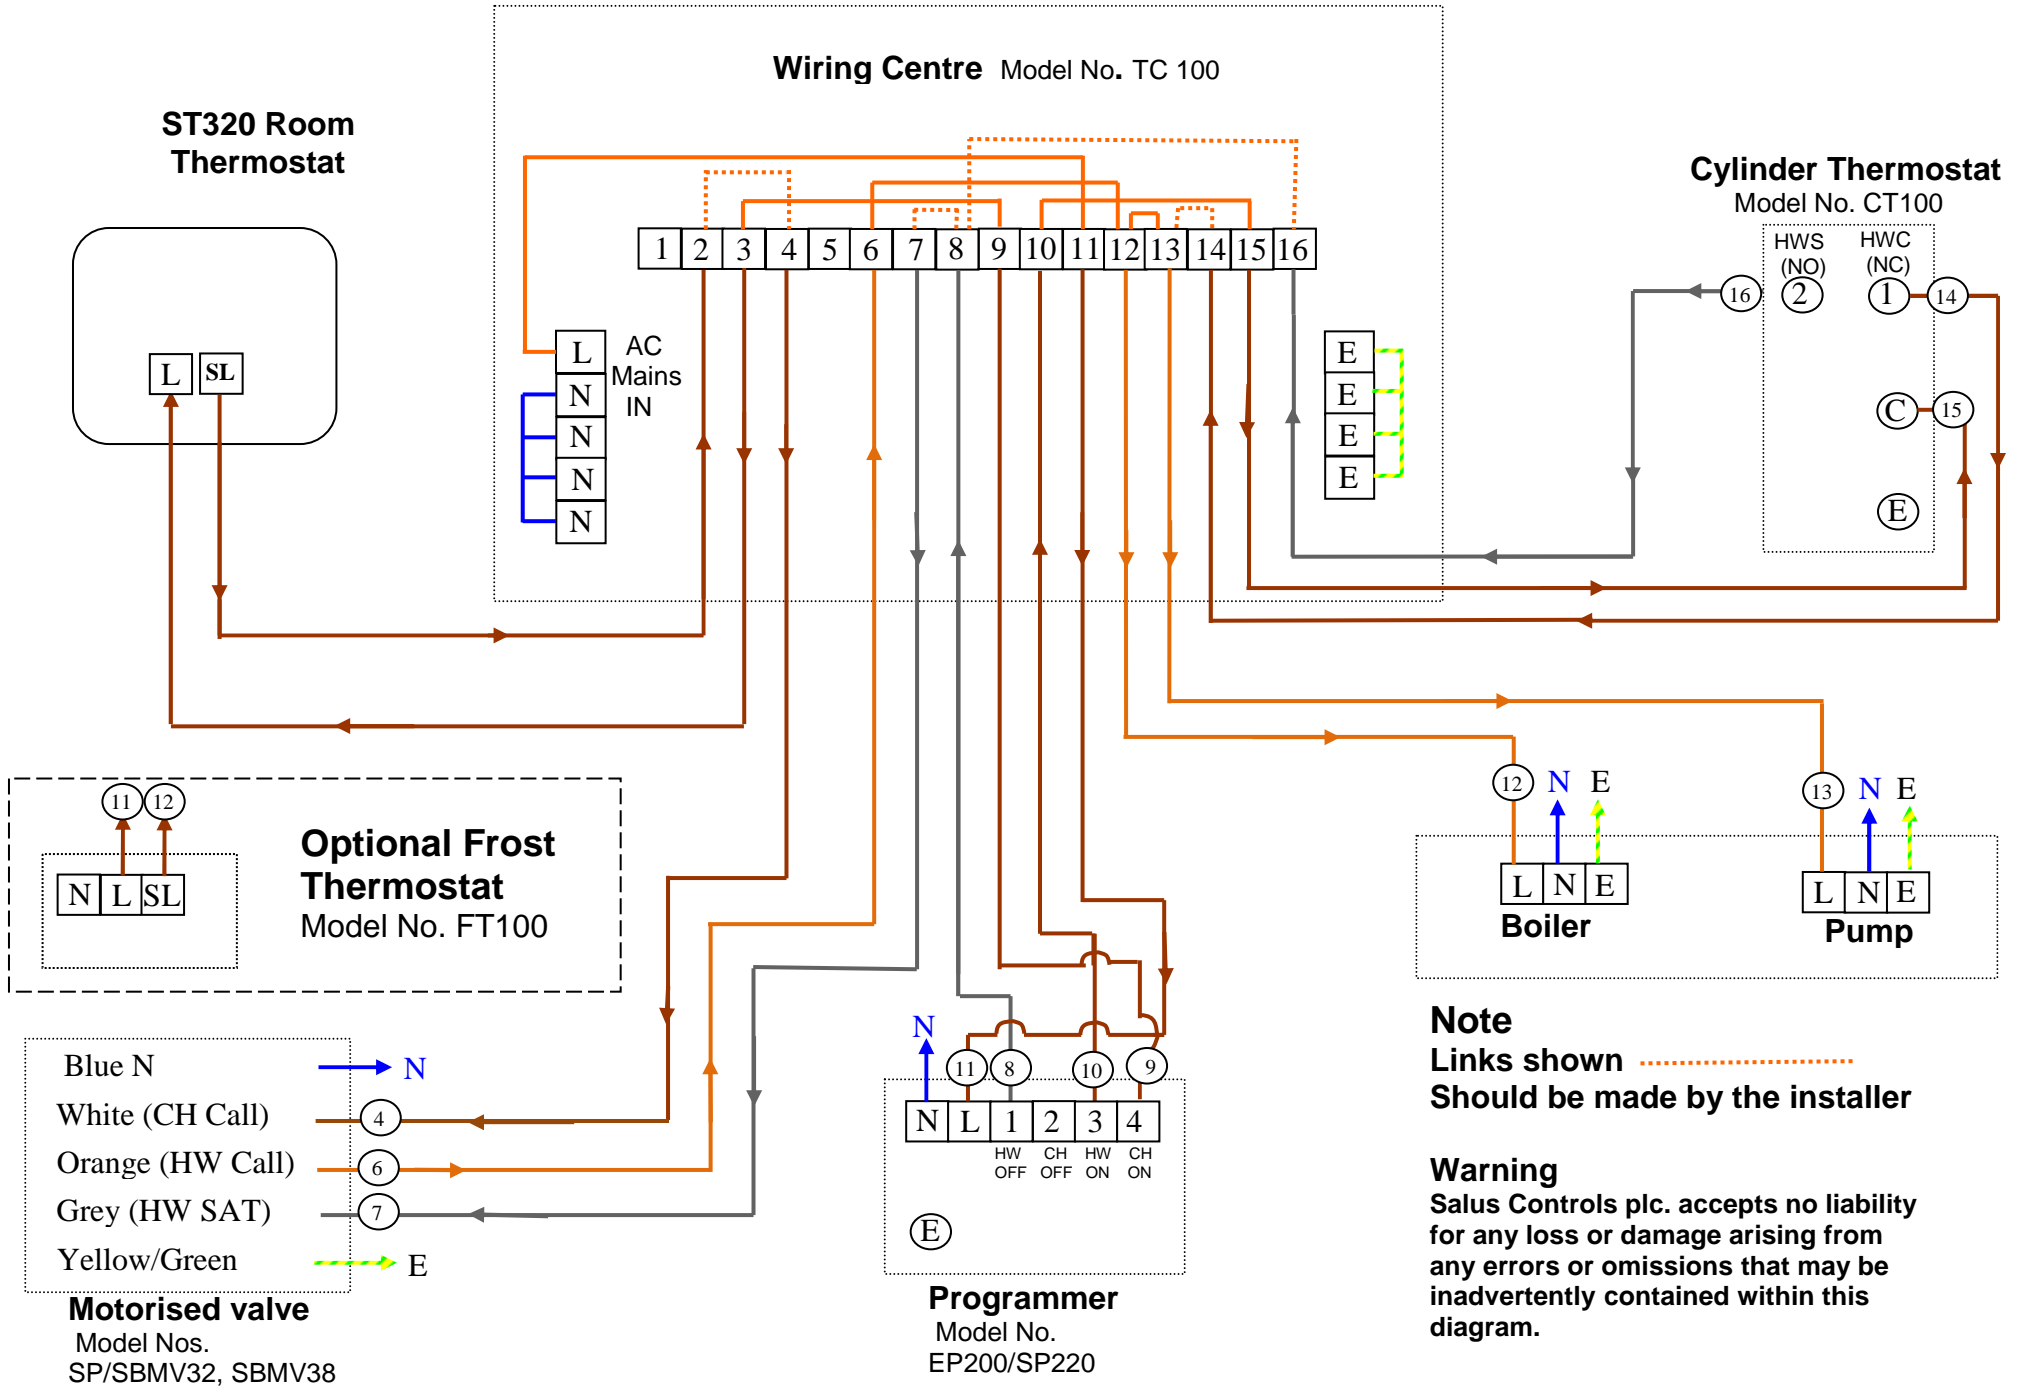 Wiring Centre Model No. TC 100
ST320 Room
Thermostat
L SL
1 2 3 4 5 6 7 8 9 10 11 12 13 14 15 16
L
N
N
N
N
AC
Mains
IN
E
E
E
E
Cylinder Thermostat
Model No. CT100
HWS
(NO)
HWC
(NC)
16 2 1 14
C 15
E
11 12
N L SL
Optional Frost
Thermostat
Model No. FT100
Blue N N
White (CH Call) 4
Orange (HW Call) 6
Grey (HW SAT) 7
Yellow/Green E
Motorised valve
Model Nos.
SP/SBMV32, SBMV38
N
11 8 10 9
N L 1 2 3 4
HW
OFF
CH
OFF
HW
ON
CH
ON
E
Programmer
Model No.
EP200/SP220
12 N E
L N E
Boiler
13 N E
L N E
Pump
Note
Links shown
Should be made by the installer
Warning
Salus Controls plc. accepts no liability
for any loss or damage arising from
any errors or omissions that may be
inadvertently contained within this
diagram.